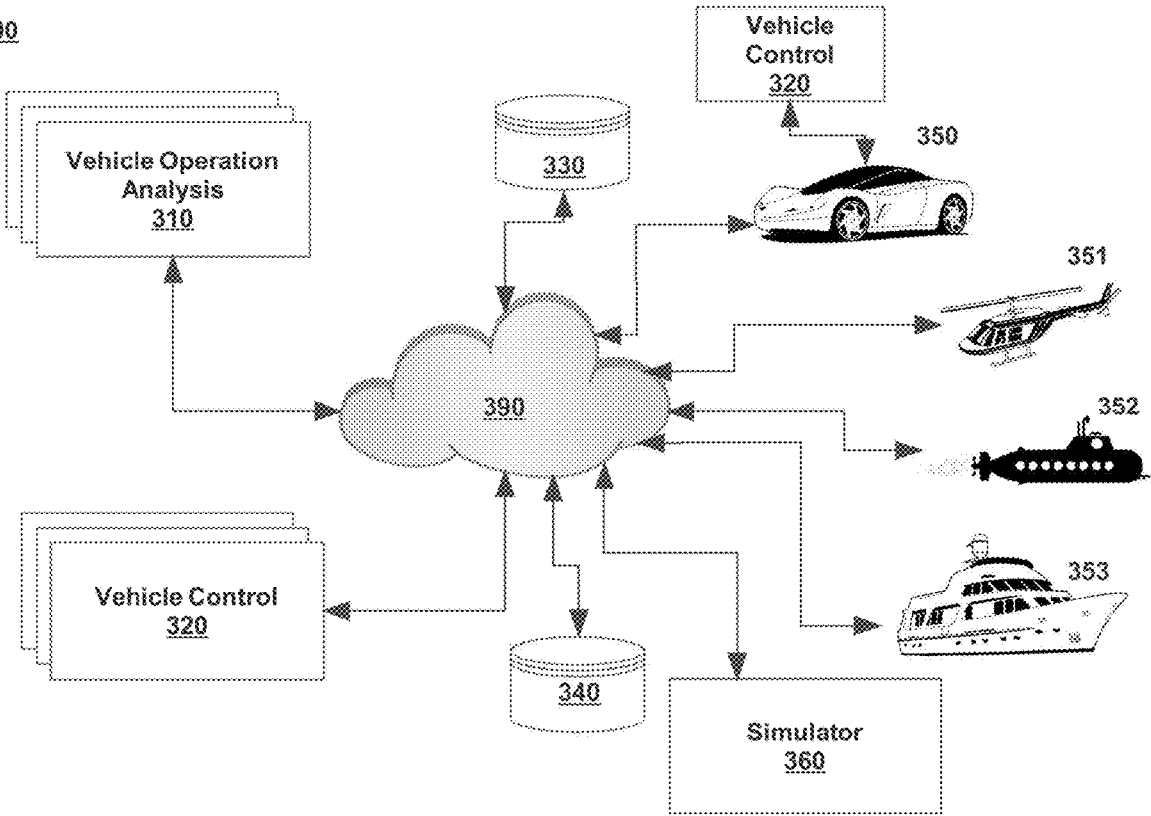 Vehicle
Control
320
350
Vehicle Operation
Analysis
310
330
351
390
352
Vehicle Control
320
353
340
Simulator
360